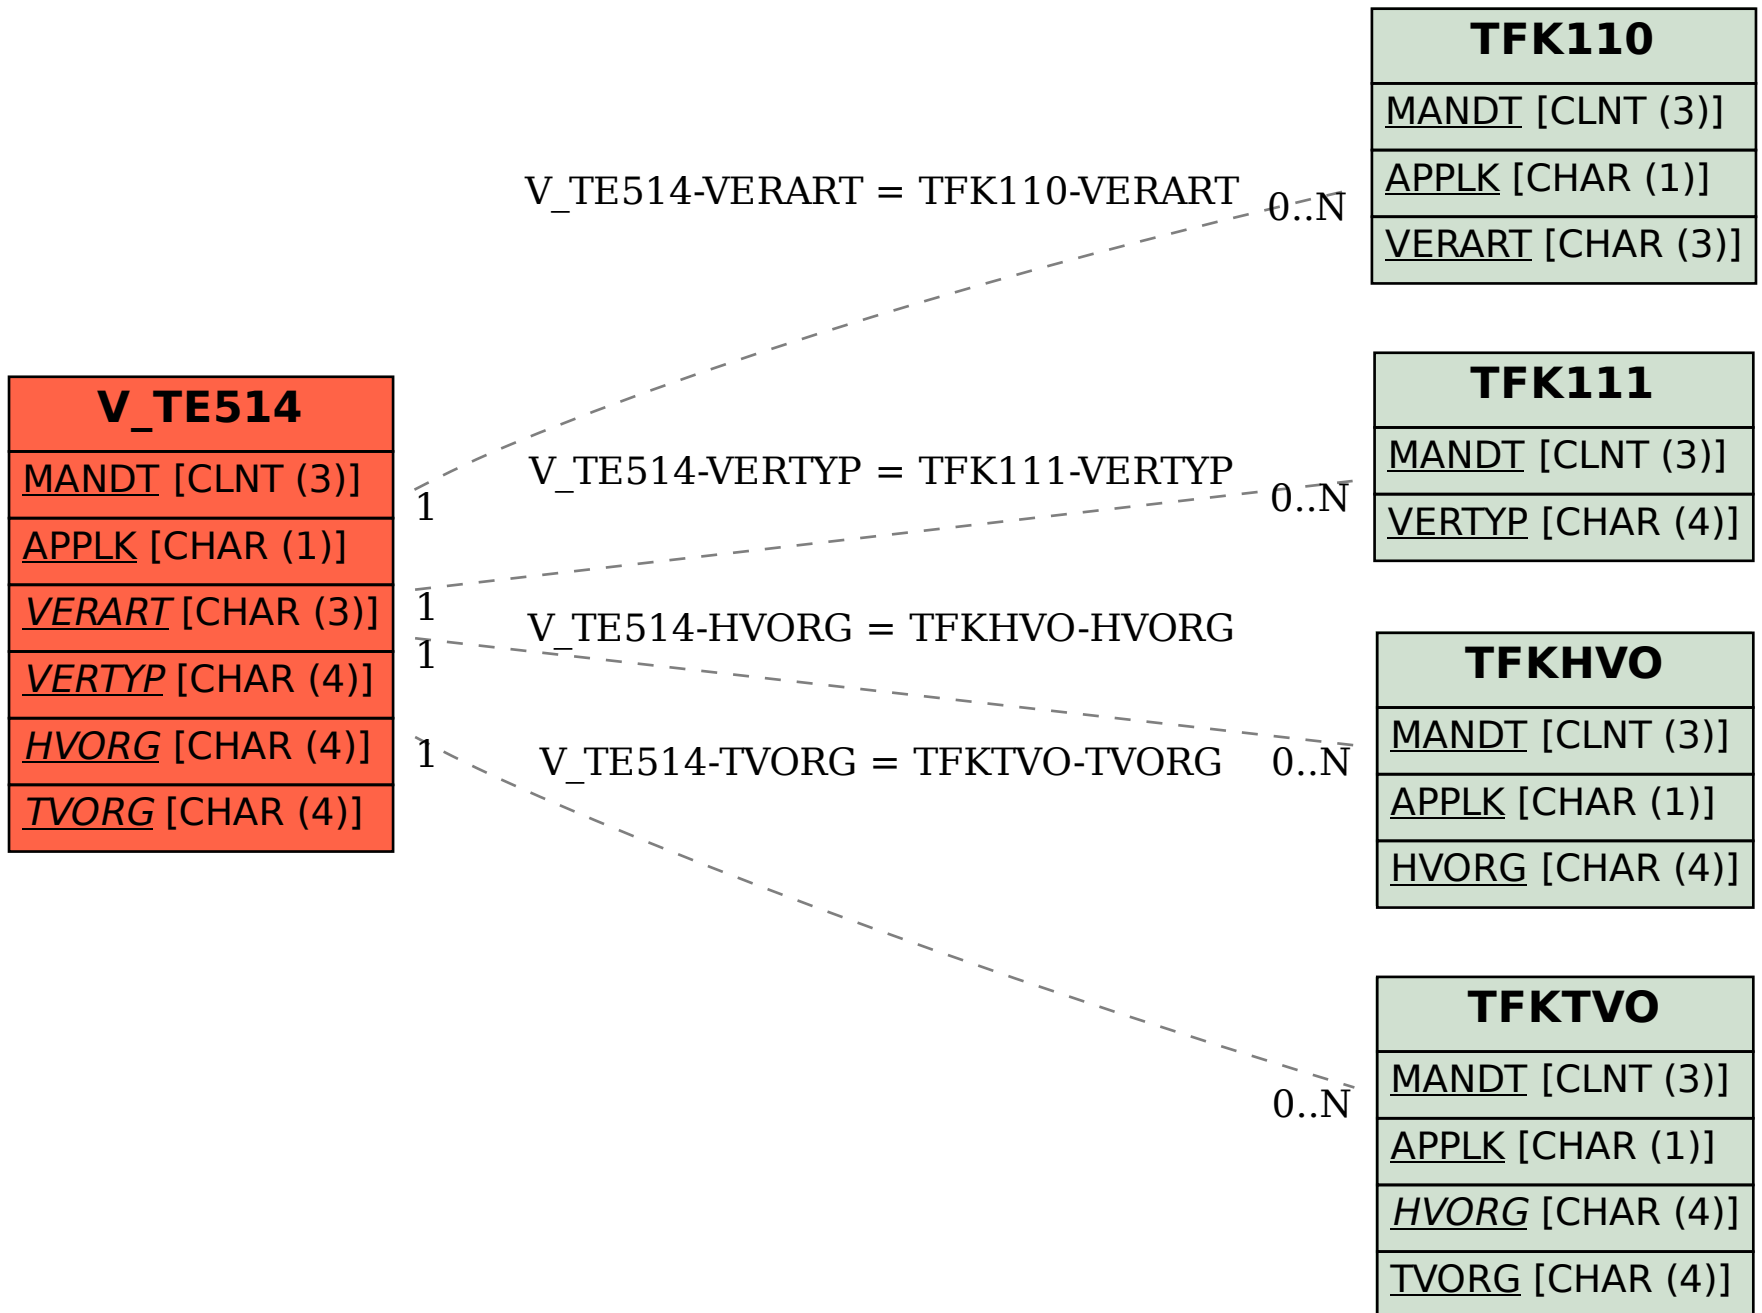 V_TE514
MANDT [CLNT (3)]
APPLK [CHAR (1)]
VERART [CHAR (3)]
VERTYP [CHAR (4)]
HVORG [CHAR (4)]
TVORG [CHAR (4)]
V_TE514-VERART = TFK110-VERART
0..N
1
V_TE514-VERTYP = TFK111-VERTYP
0..N
1
V_TE514-HVORG = TFKHVO-HVORG
1
0..N
V_TE514-TVORG = TFKTVO-TVORG
1
0..N
TFK110
MANDT [CLNT (3)]
APPLK [CHAR (1)]
VERART [CHAR (3)]
TFK111
MANDT [CLNT (3)]
VERTYP [CHAR (4)]
TFKHVO
MANDT [CLNT (3)]
APPLK [CHAR (1)]
HVORG [CHAR (4)]
TFKTVO
MANDT [CLNT (3)]
APPLK [CHAR (1)]
HVORG [CHAR (4)]
TVORG [CHAR (4)]